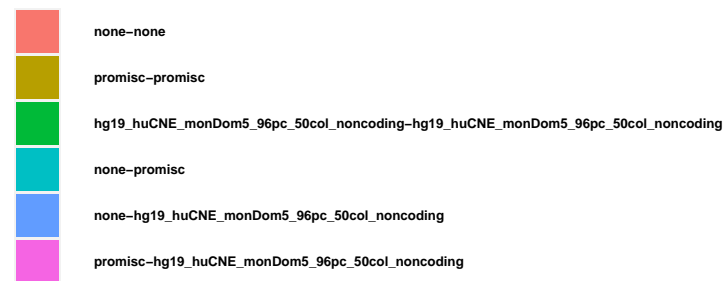 none−none
promisc−promisc
hg19_huCNE_monDom5_96pc_50col_noncoding−hg19_huCNE_monDom5_96pc_50col_noncoding
none−promisc
none−hg19_huCNE_monDom5_96pc_50col_noncoding
promisc−hg19_huCNE_monDom5_96pc_50col_noncoding